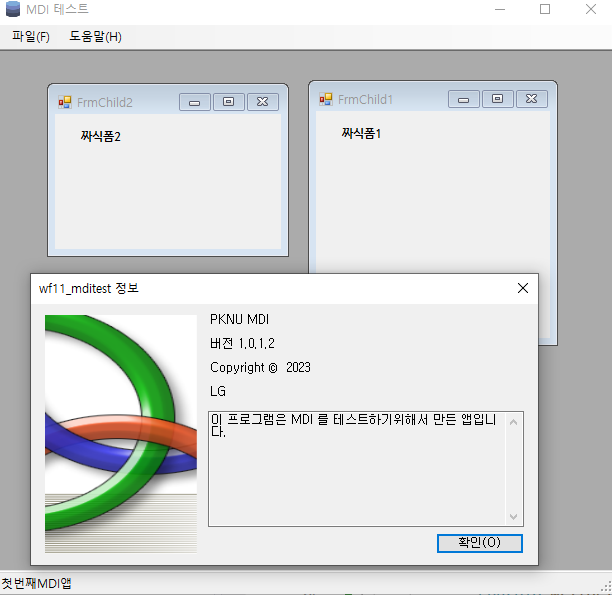 MDI 테스트
파일(F) 도움말(H)
FrmChild2
짜식폼2
FrmChild1
짜식폼1
wf11_mditest 정보
PKNU MDI
버전 1.0.1.2
Copyright © 2023
LG
이 프로그램은 MDI 를 테스트하기위해서 만든 앱입니
다.
확인(O)
첫번째MDI앱